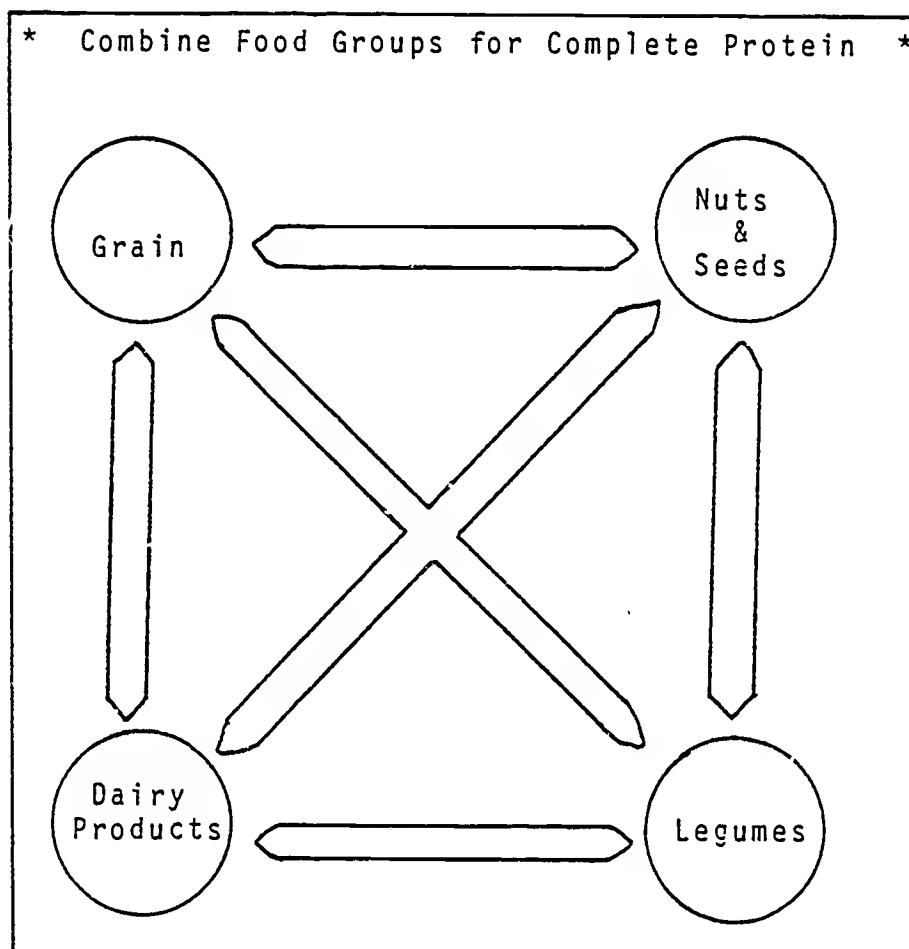 * Combine Food Groups for Complete Protein *
Grain
Nuts
&
Seeds
Dairy
Products
Legumes